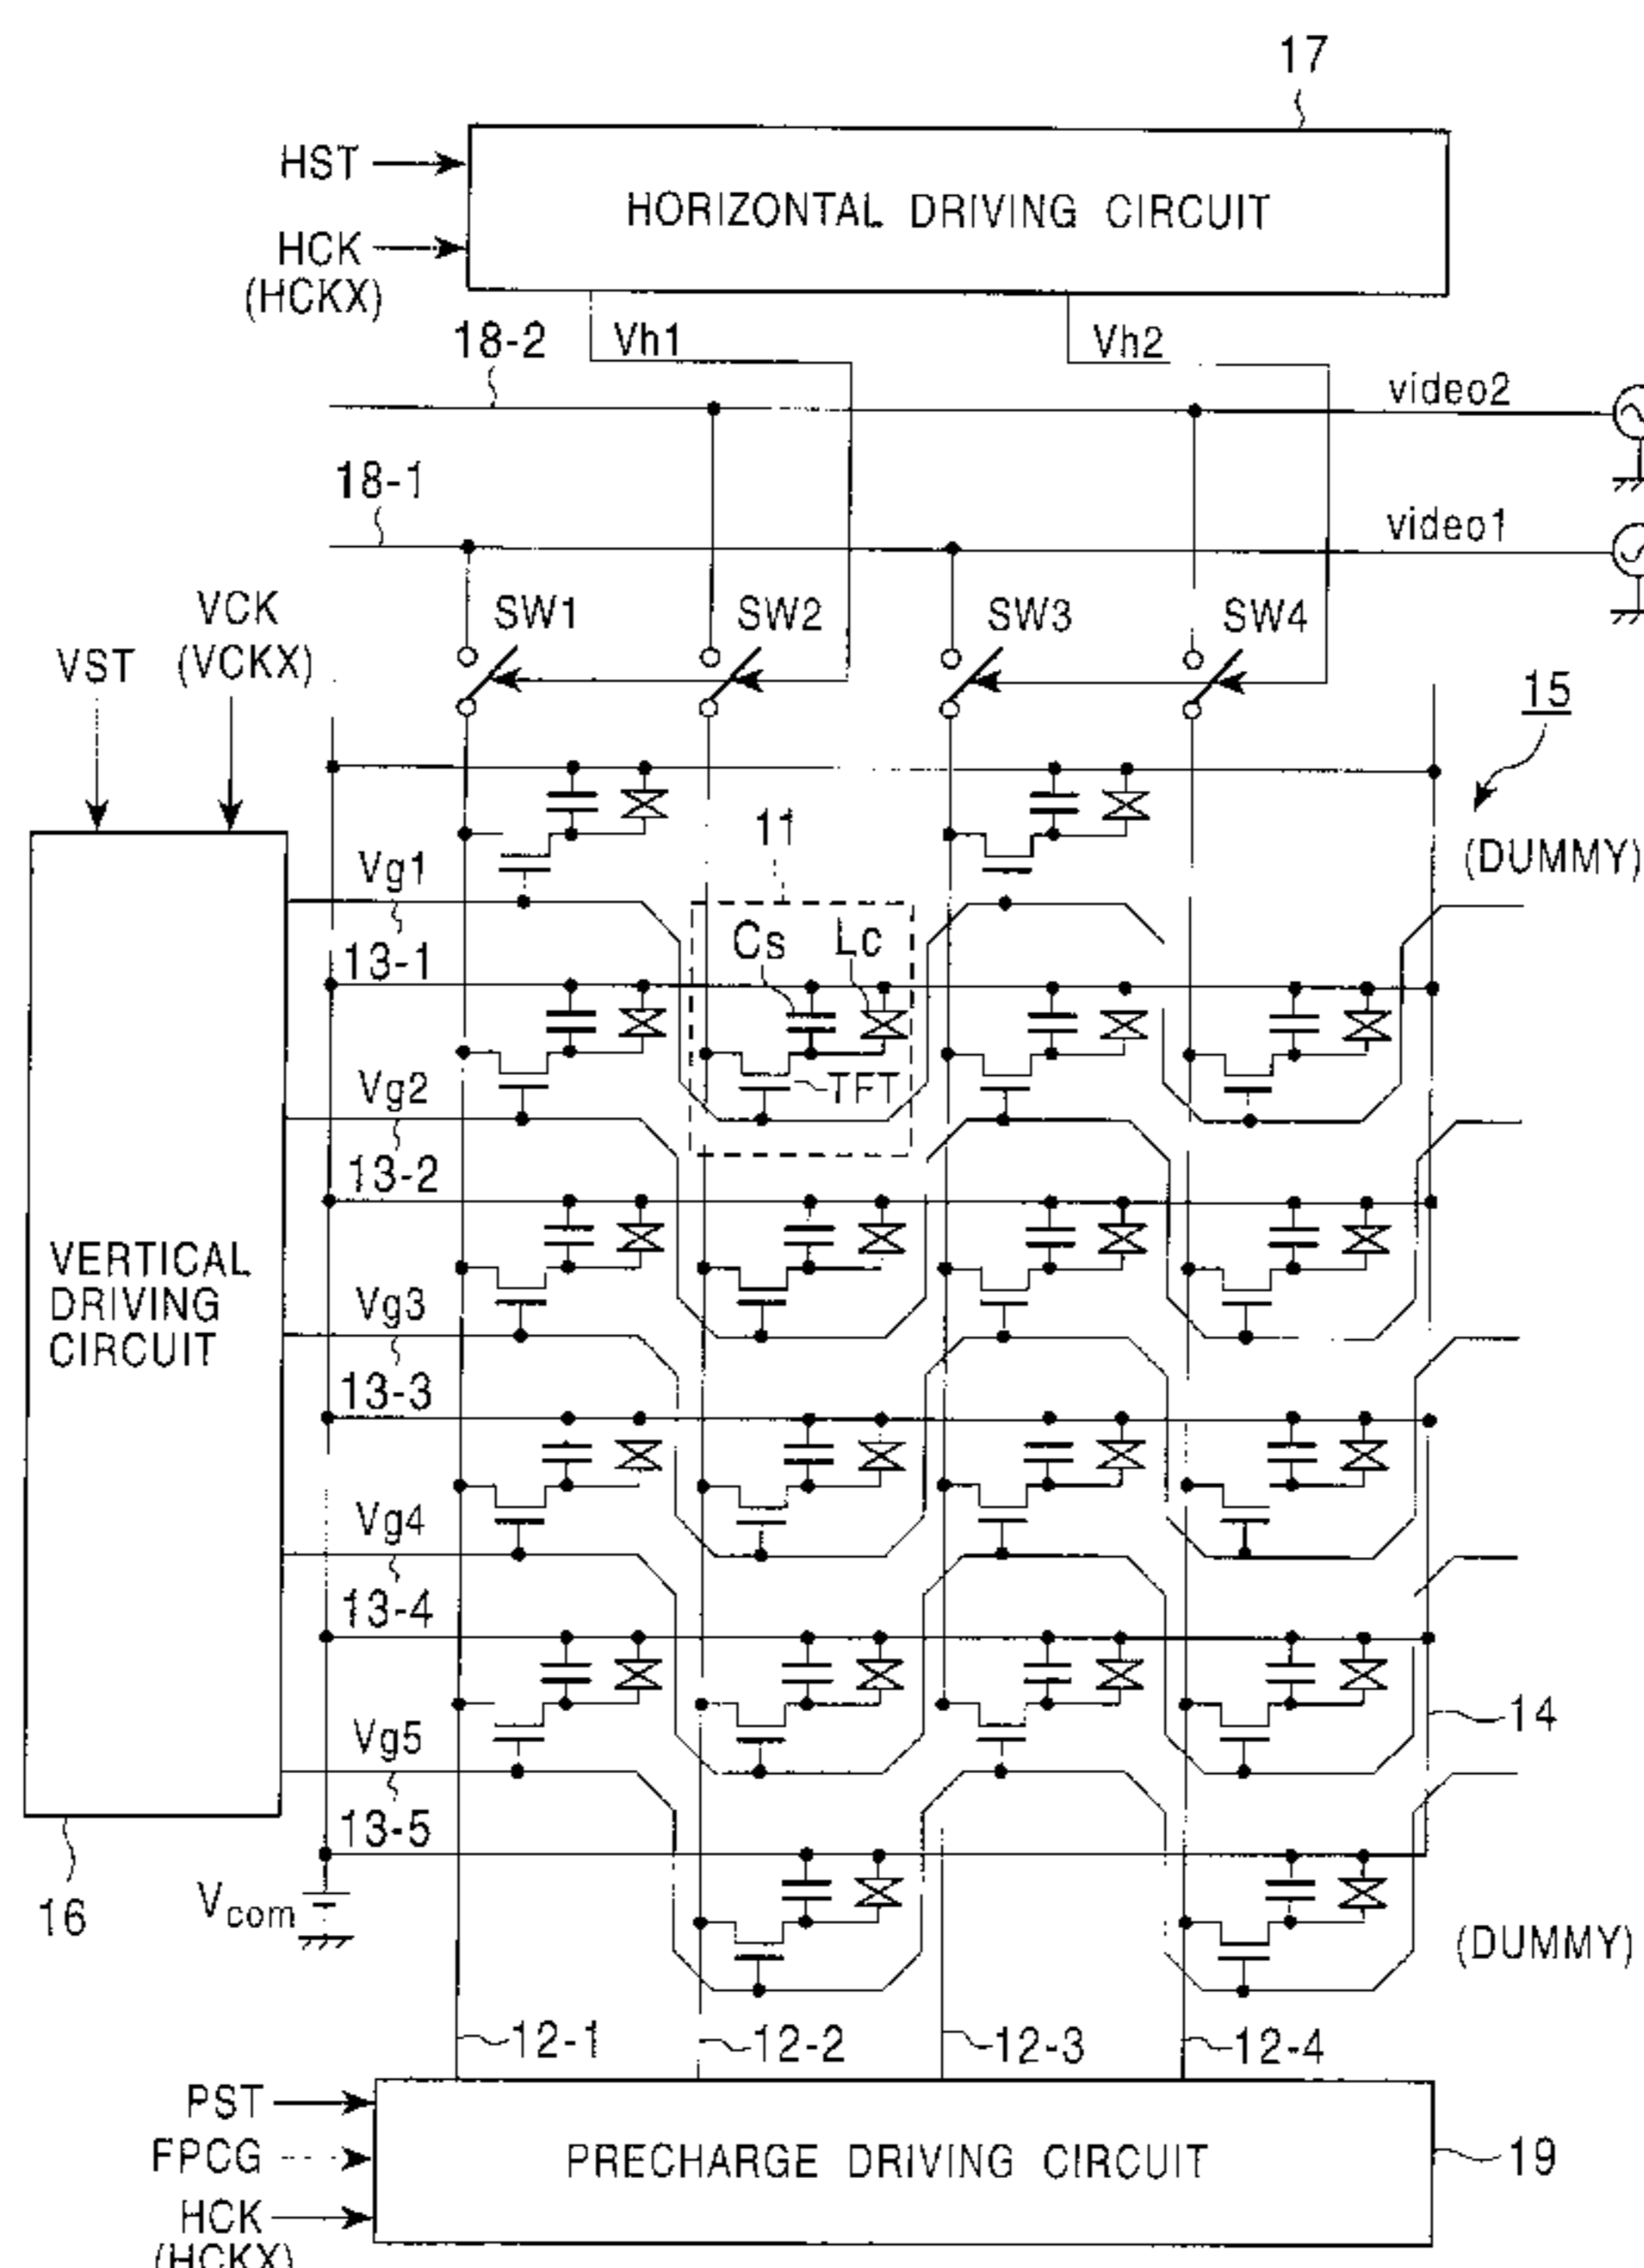 17
HST
HORIZONTAL DRIVING CIRCUIT
HCK
(HCKX)
18-2
Vh1
Vh2
video2
18-1
video1
VCK
(VCKX)
VST
SW1
SW2
SW3
SW4
15
(DUMMY)
11
Vg1
13-1
Cs
Lc
TFT
Vg2
13-2
VERTICAL
DRIVING
CIRCUIT
Vg3
13-3
Vg4
13-4
Vg5
13-5
14
16
Vcom
(DUMMY)
12-1
12-2
12-3
12-4
PST
FPCG
PRECHARGE DRIVING CIRCUIT
19
HCK
(HCKX)